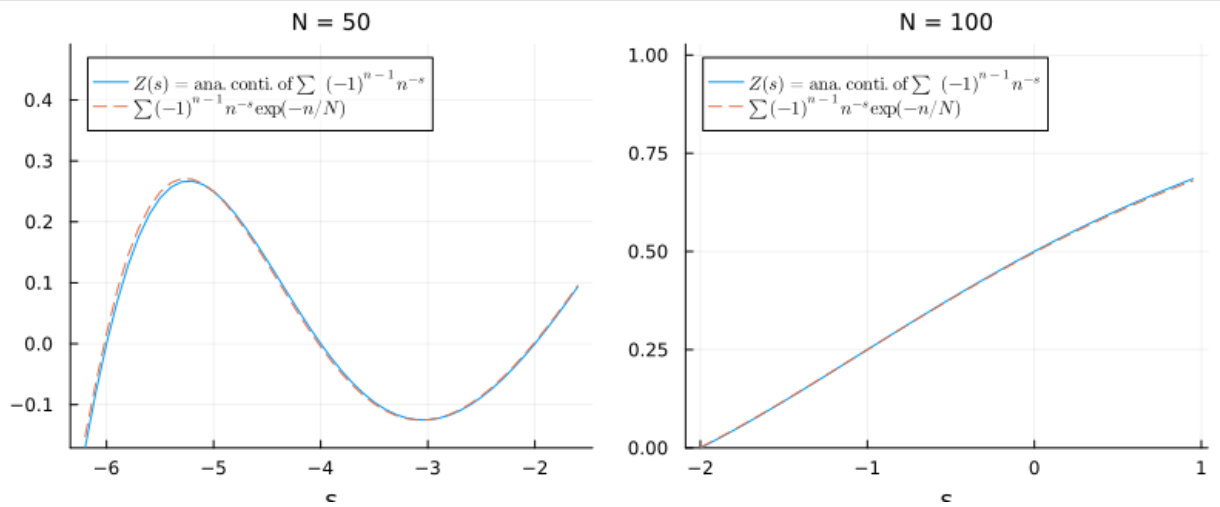 N = 50
Z(s) = ana. conti. of ∑ (−1)^{n−1} n^{−s}
∑(−1)^{n−1} n^{−s} exp(−n/N)
0.4
0.3
0.2
0.1
0.0
−0.1
−6 −5 −4 −3 −2
s
N = 100
Z(s) = ana. conti. of ∑ (−1)^{n−1} n^{−s}
∑(−1)^{n−1} n^{−s} exp(−n/N)
1.00
0.75
0.50
0.25
0.00
−2 −1 0 1
s